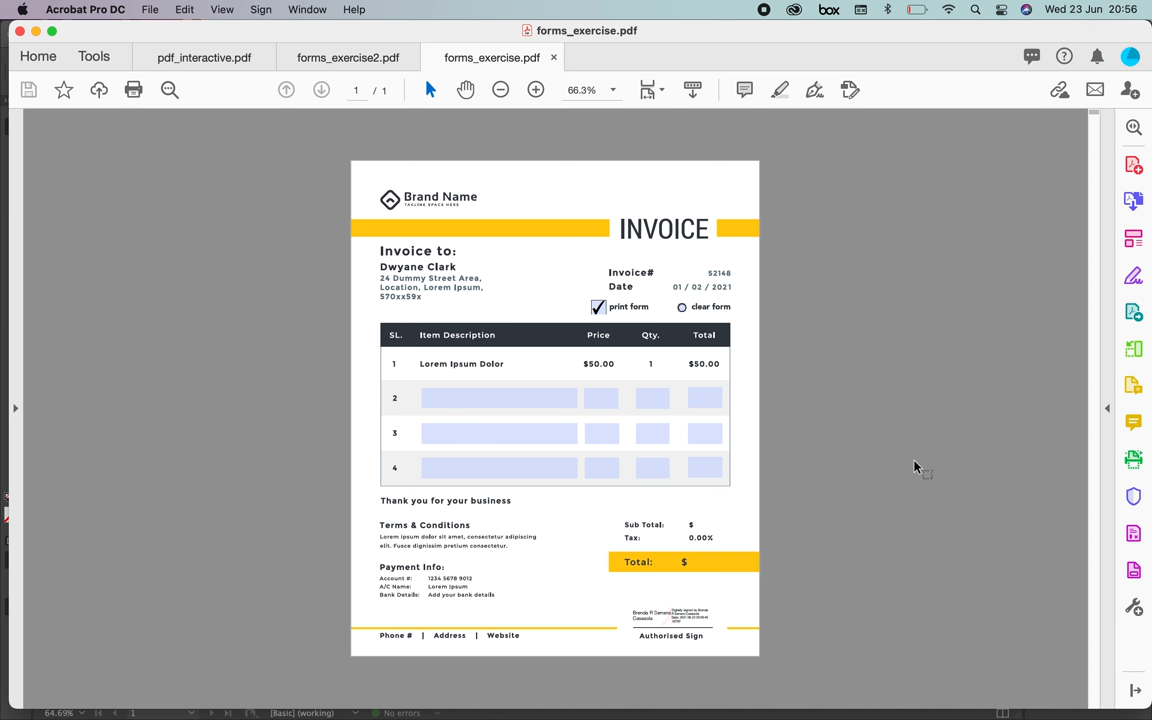 Acrobat Pro DC File Edit View Sign Window Help box Wed 23 Jun 20:56
forms_exercise.pdf
Home Tools pdf_interactive.pdf forms_exercise2.pdf forms_exercise.pdf ×
1 / 1 66.3%
Brand Name
TAGLINE SPACE HERE
INVOICE
Invoice to:
Dwyane Clark
24 Dummy Street Area,
Location, Lorem Ipsum,
570xx59x
Invoice# 52148
Date 01 / 02 / 2021
print form clear form
SL. Item Description Price Qty. Total
1 Lorem Ipsum Dolor $50.00 1 $50.00
2
3
4
Thank you for your business
Terms & Conditions
Lorem ipsum dolor sit amet, consectetur adipiscing
elit. Fusce dignissim pretium consectetur.
Sub Total: $
Tax: 0.00%
Total: $
Payment Info:
Account #: 1234 5678 9012
A/C Name: Lorem Ipsum
Bank Details: Add your bank details
Brenda R Serrano
Casasola
Phone # | Address | Website
Authorised Sign
64.69% 1 [Basic] (working) No errors